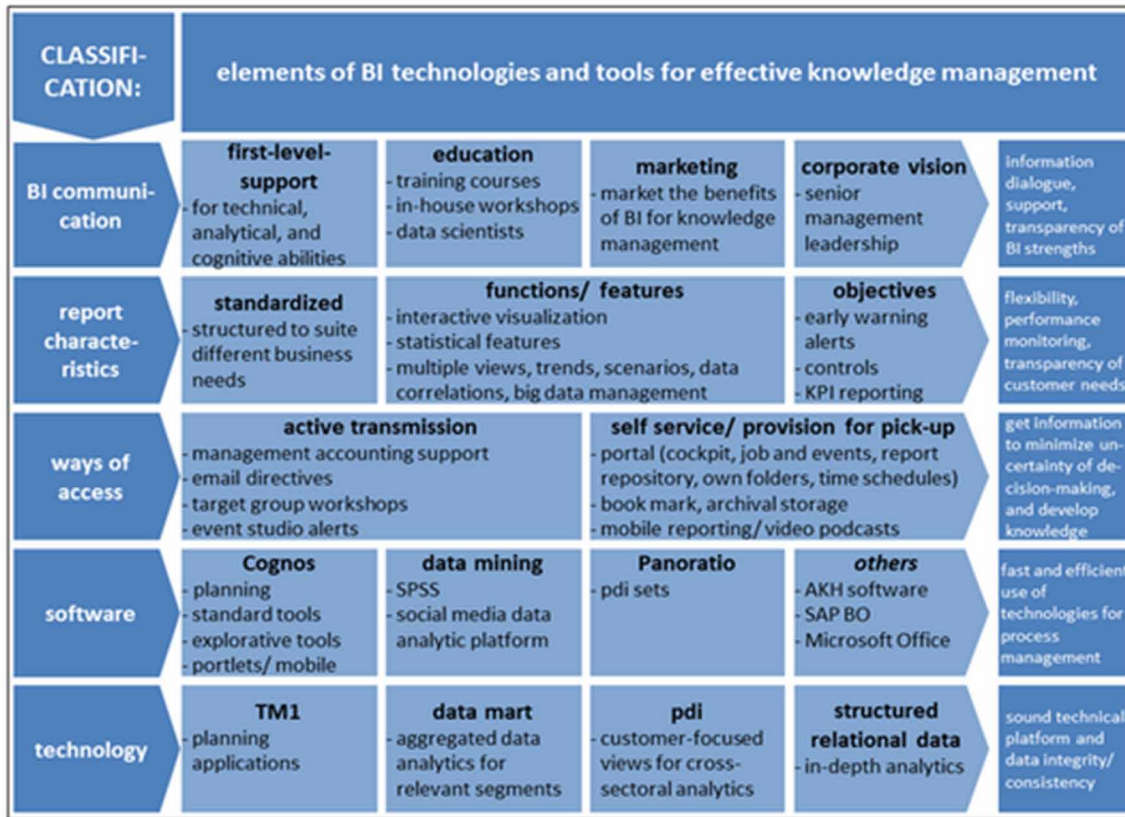 CLASSIFI-
CATION:
elements of BI technologies and tools for effective knowledge management
BI communi-
cation
first-level-
support
- for technical,
analytical, and
cognitive abilities
education
- training courses
- in-house workshops
- data scientists
marketing
- market the benefits
of BI for knowledge
management
corporate vision
- senior
management
leadership
information
dialogue,
support,
transparency of
BI strengths
report
characte-
ristics
standardized
- structured to suite
different business
needs
functions/ features
- interactive visualization
- statistical features
- multiple views, trends, scenarios, data
correlations, big data management
objectives
- early warning
alerts
- controls
- KPI reporting
flexibility,
performance
monitoring,
transparency of
customer needs
ways of
access
active transmission
- management accounting support
- email directives
- target group workshops
- event studio alerts
self service/ provision for pick-up
- portal (cockpit, job and events, report
repository, own folders, time schedules)
- book mark, archival storage
- mobile reporting/ video podcasts
get information
to minimize un-
certainty of de-
cision-making,
and develop
knowledge
software
Cognos
- planning
- standard tools
- explorative tools
- portlets/ mobile
data mining
- SPSS
- social media data
analytic platform
Panoratio
- pdi sets
others
- AKH software
- SAP BO
- Microsoft Office
fast and efficient
use of
technologies for
process
management
technology
TM1
- planning
applications
data mart
- aggregated data
analytics for
relevant segments
pdi
- customer-focused
views for cross-
sectoral analytics
structured
relational data
- in-depth analytics
sound technical
platform and
data integrity/
consistency